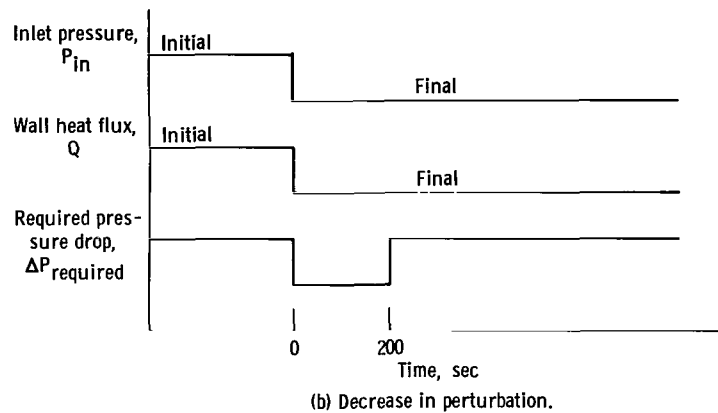 Inlet pressure,
P_in
Initial
Final
Wall heat flux,
Q
Initial
Final
Required pres-
sure drop,
ΔP_required
0
200
Time, sec
(b) Decrease in perturbation.